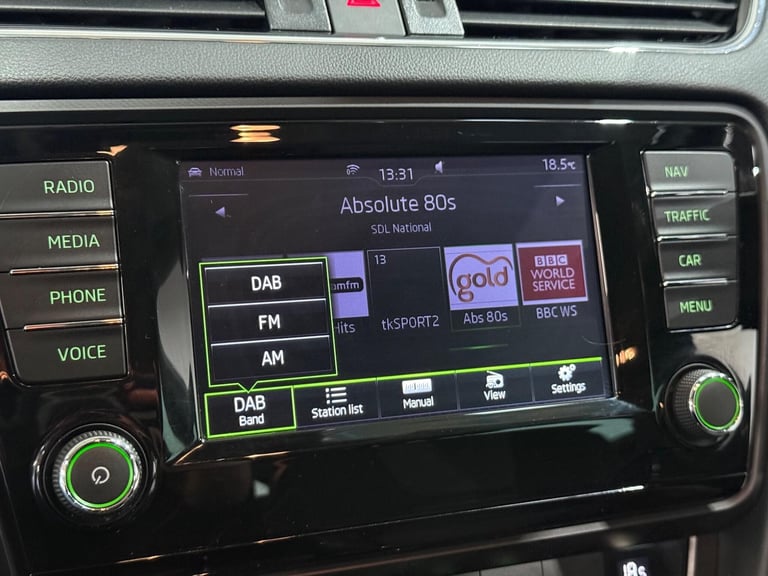 Normal
13:31
18.5°C
Absolute 80s
SDL National
RADIO
MEDIA
PHONE
VOICE
NAV
TRAFFIC
CAR
MENU
DAB
FM
AM
omfm
Hits
13
tkSPORT2
gold
Abs 80s
BBC
WORLD
SERVICE
BBC WS
DAB
Band
Station list
Manual
View
Settings